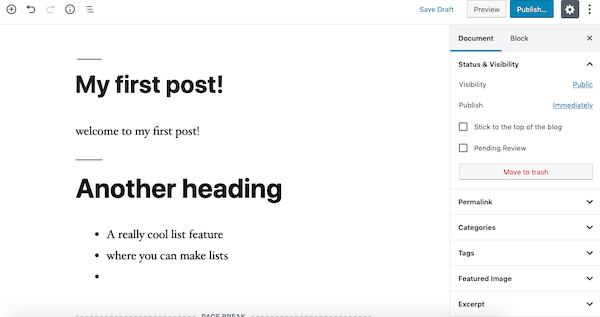 Save Draft Preview Publish...
Document Block
Status & Visibility
Visibility Public
Publish Immediately
Stick to the top of the blog
Pending Review
Move to trash
Permalink
Categories
Tags
Featured Image
Excerpt
My first post!
welcome to my first post!
Another heading
A really cool list feature
where you can make lists
PAGE BREAK